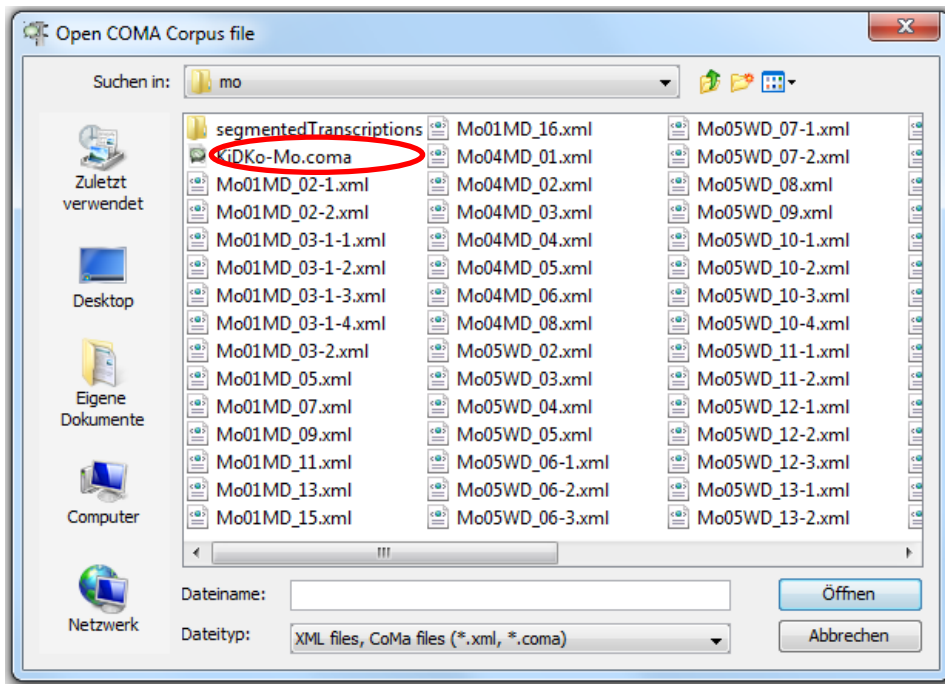 Open COMA Corpus file
x
Suchen in:
mo
Zuletzt
verwendet
Desktop
Eigene
Dokumente
Computer
Netzwerk
segmentedTranscriptions
KiDKo-Mo.coma
Mo01MD_02-1.xml
Mo01MD_02-2.xml
Mo01MD_03-1-1.xml
Mo01MD_03-1-2.xml
Mo01MD_03-1-3.xml
Mo01MD_03-1-4.xml
Mo01MD_03-2.xml
Mo01MD_05.xml
Mo01MD_07.xml
Mo01MD_09.xml
Mo01MD_11.xml
Mo01MD_13.xml
Mo01MD_15.xml
Mo01MD_16.xml
Mo04MD_01.xml
Mo04MD_02.xml
Mo04MD_03.xml
Mo04MD_04.xml
Mo04MD_05.xml
Mo04MD_06.xml
Mo04MD_08.xml
Mo05WD_02.xml
Mo05WD_03.xml
Mo05WD_04.xml
Mo05WD_05.xml
Mo05WD_06-1.xml
Mo05WD_06-2.xml
Mo05WD_06-3.xml
Mo05WD_07-1.xml
Mo05WD_07-2.xml
Mo05WD_08.xml
Mo05WD_09.xml
Mo05WD_10-1.xml
Mo05WD_10-2.xml
Mo05WD_10-3.xml
Mo05WD_10-4.xml
Mo05WD_11-1.xml
Mo05WD_11-2.xml
Mo05WD_12-1.xml
Mo05WD_12-2.xml
Mo05WD_12-3.xml
Mo05WD_13-1.xml
Mo05WD_13-2.xml
Dateiname:
Öffnen
Dateityp:
XML files, CoMa files (*.xml, *.coma)
Abbrechen